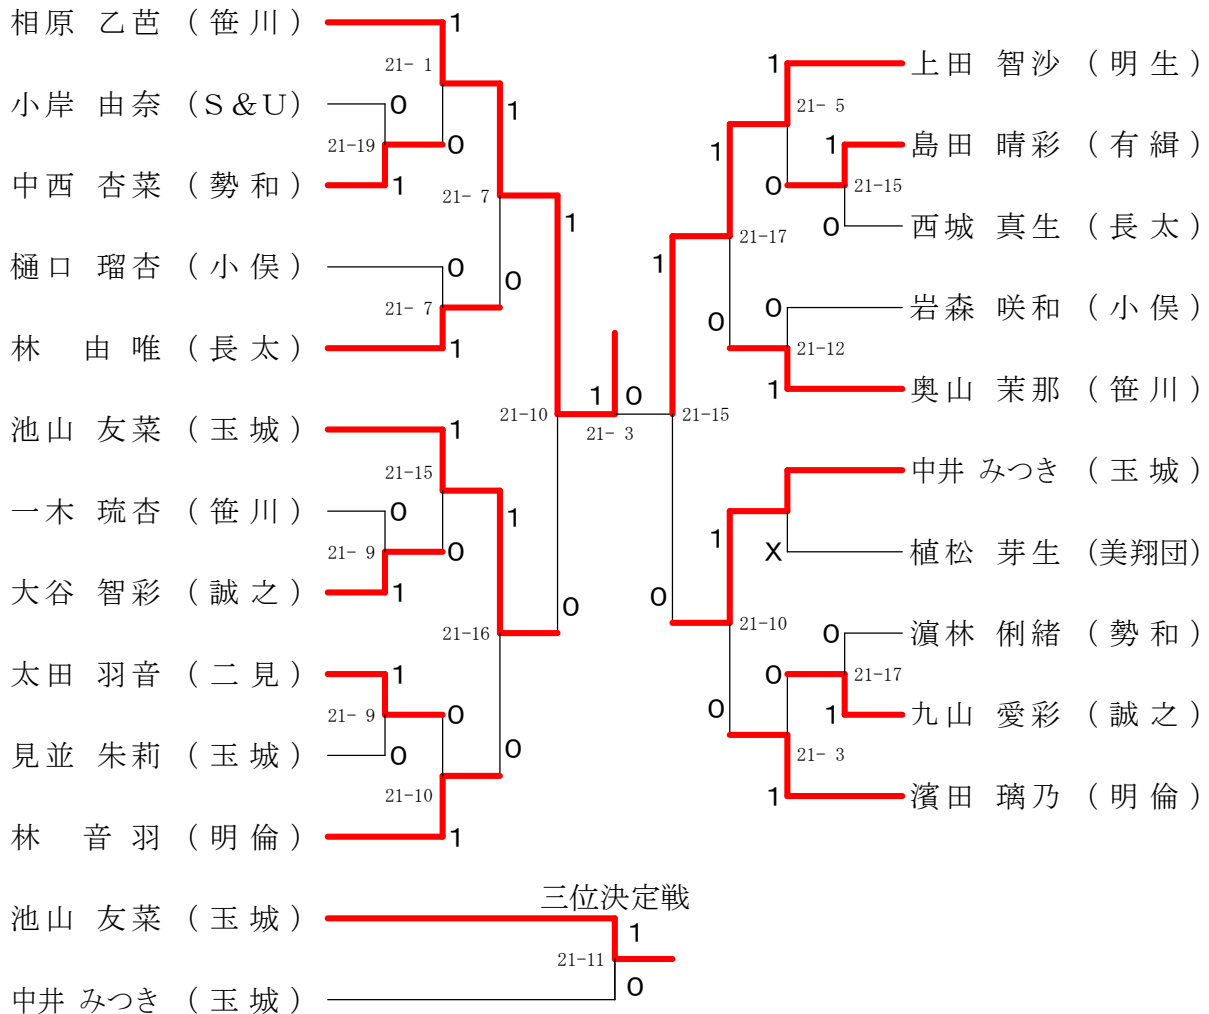 相原 乙芭 (笹川)
1
21- 1
小岸 由奈 (S&U)
0
1
21-19
0
中西 杏菜 (勢和)
1
21- 7
1
樋口 瑠杏 (小俣)
0
0
21- 7
林 由唯 (長太)
1
21-10
池山 友菜 (玉城)
1
21-15
一木 琉杏 (笹川)
0
1
21- 9
0
大谷 智彩 (誠之)
1
0
21-16
太田 羽音 (二見)
1
21- 9
0
見並 朱莉 (玉城)
0
0
21-10
林 音羽 (明倫)
1
1 0
21- 3
1
上田 智沙 (明生)
21- 5
1
1
島田 晴彩 (有緝)
0
21-15
0
西城 真生 (長太)
21-17
1
0
岩森 咲和 (小俣)
0
21-12
1
奥山 茉那 (笹川)
21-15
中井 みつき (玉城)
1
X
植松 芽生 (美翔団)
0
21-10
0
濵林 俐緒 (勢和)
0
21-17
0
1
九山 愛彩 (誠之)
21- 3
1
濱田 璃乃 (明倫)
三位決定戦
池山 友菜 (玉城)
1
21-11
0
中井 みつき (玉城)